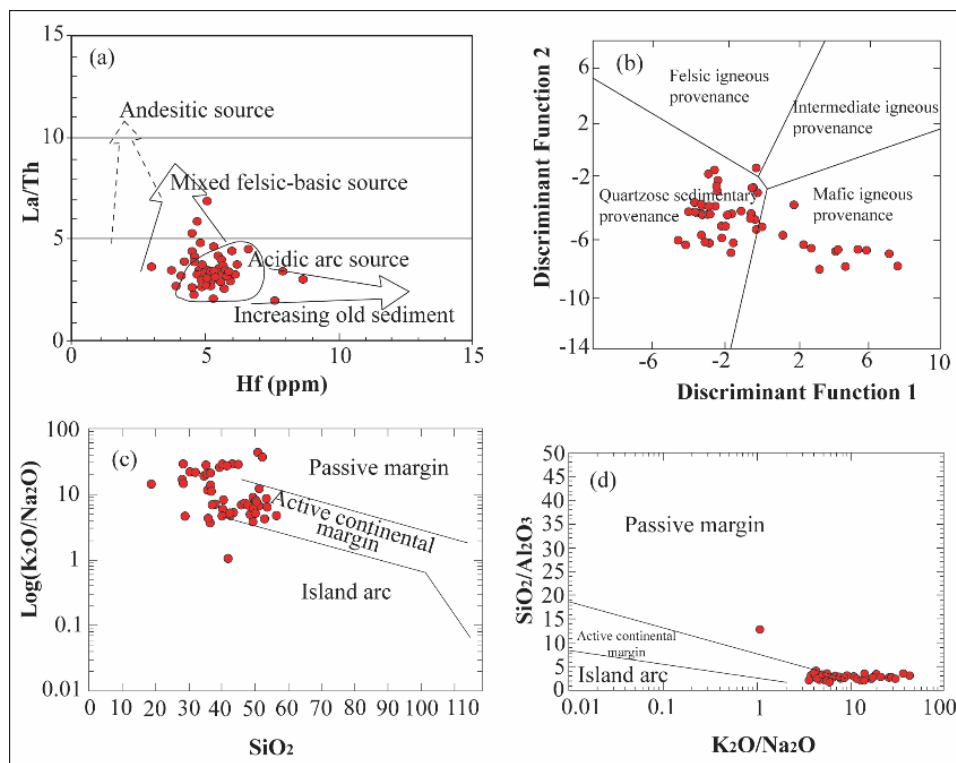 (a)
Andesitic source
Mixed felsic-basic source
Acidic arc source
Increasing old sediment
La/Th
15
10
5
0
0
5
10
15
Hf (ppm)
(b)
Felsic igneous
provenance
Intermediate igneous
provenance
Quartzose sedimentary
provenance
Mafic igneous
provenance
Discriminant Function 2
6
2
-2
-6
-10
-14
-6
-2
2
6
10
Discriminant Function 1
(c)
Passive margin
Active continental
margin
Island arc
Log(K₂O/Na₂O)
100
10
1
0.1
0.01
0 10 20 30 40 50 60 70 80 90 110
SiO₂
(d)
Passive margin
Active continental
margin
Island arc
SiO₂/Al₂O₃
50
45
40
35
30
25
20
15
10
5
0
0.01 0.1 1 10 100
K₂O/Na₂O